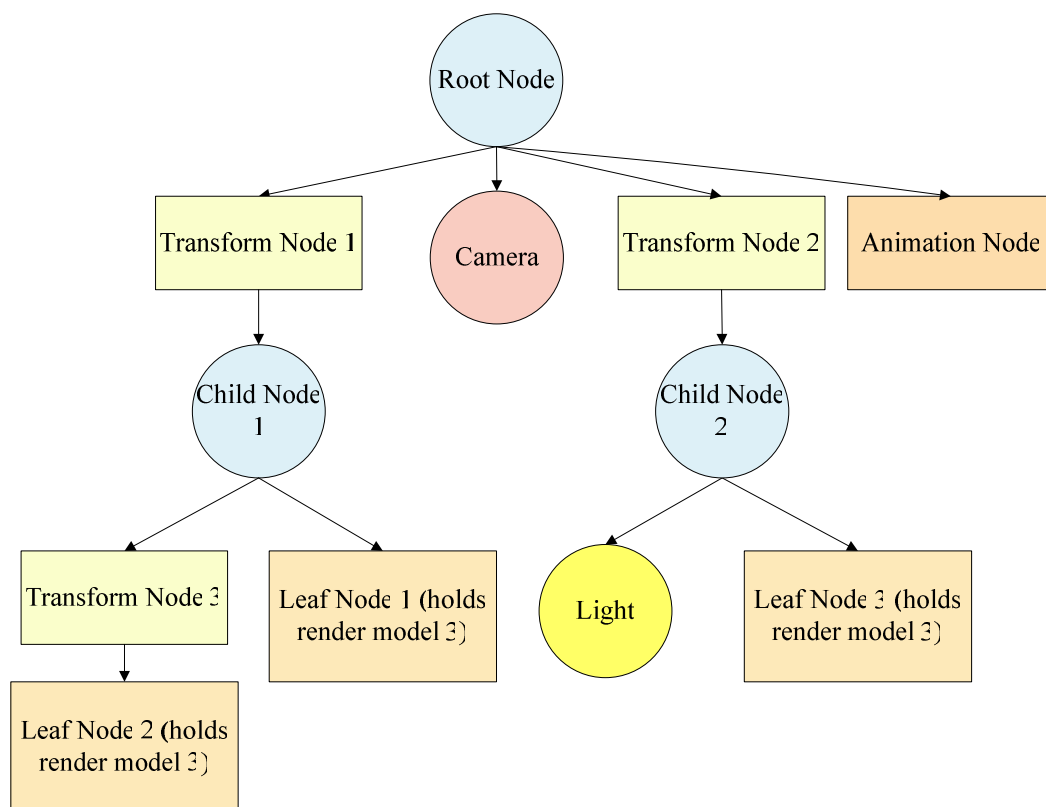 Root Node
Transform Node 1
Camera
Transform Node 2
Animation Node
Child Node
1
Child Node
2
Transform Node 3
Leaf Node 1 (holds
render model 3)
Light
Leaf Node 3 (holds
render model 3)
Leaf Node 2 (holds
render model 3)